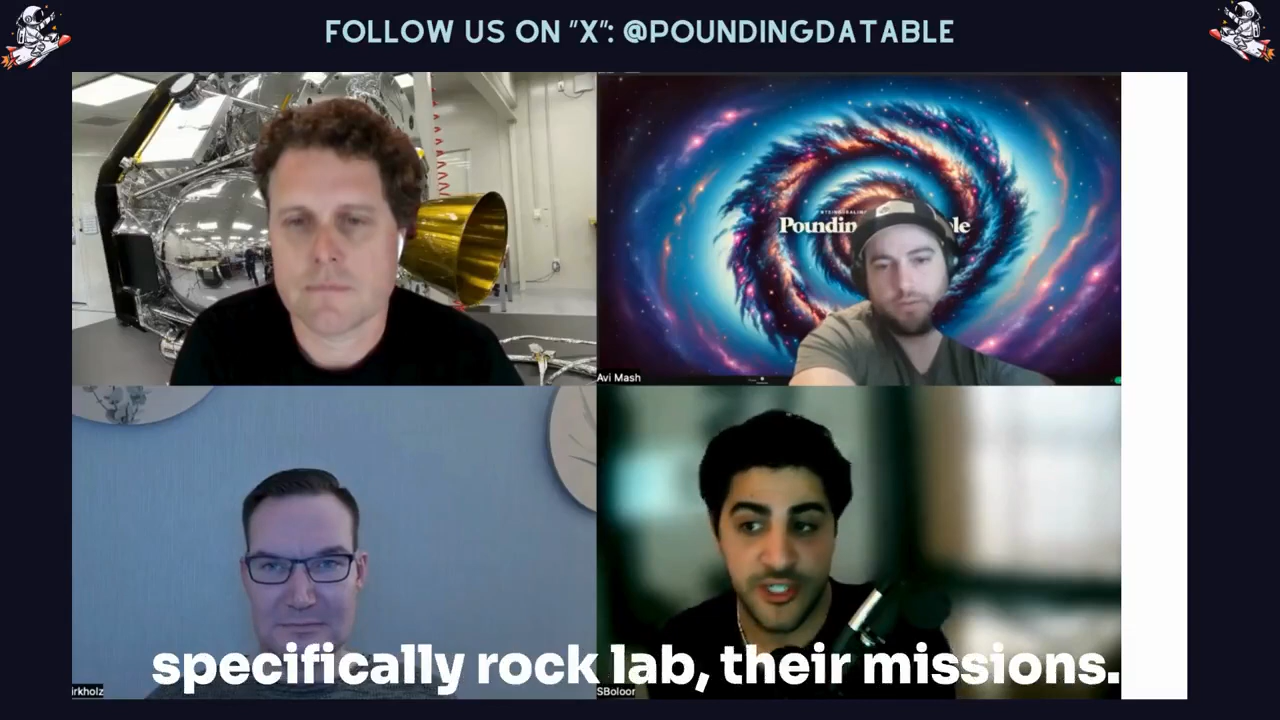 FOLLOW US ON "X": @POUNDINGDATABLE
Poundin le
Avi Mash
specifically rock lab, their missions.
irkholz
SBoloor